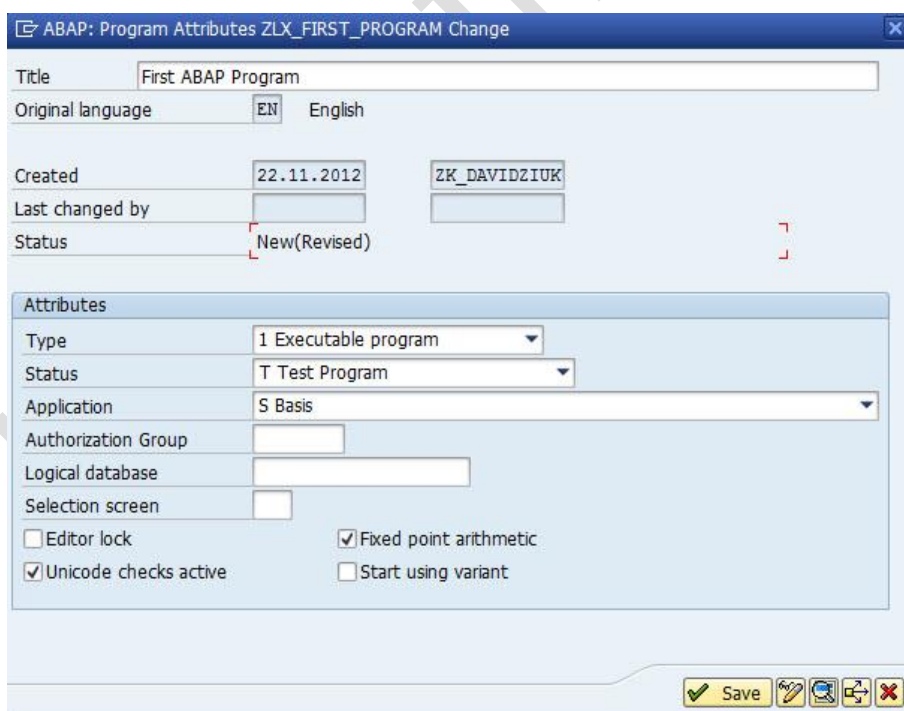 ABAP: Program Attributes ZLX_FIRST_PROGRAM Change
Title First ABAP Program
Original language EN English
Created 22.11.2012 ZK_DAVIDZIUK
Last changed by
Status New(Revised)
Attributes
Type 1 Executable program
Status T Test Program
Application S Basis
Authorization Group
Logical database
Selection screen
Editor lock Fixed point arithmetic
Unicode checks active Start using variant
Save